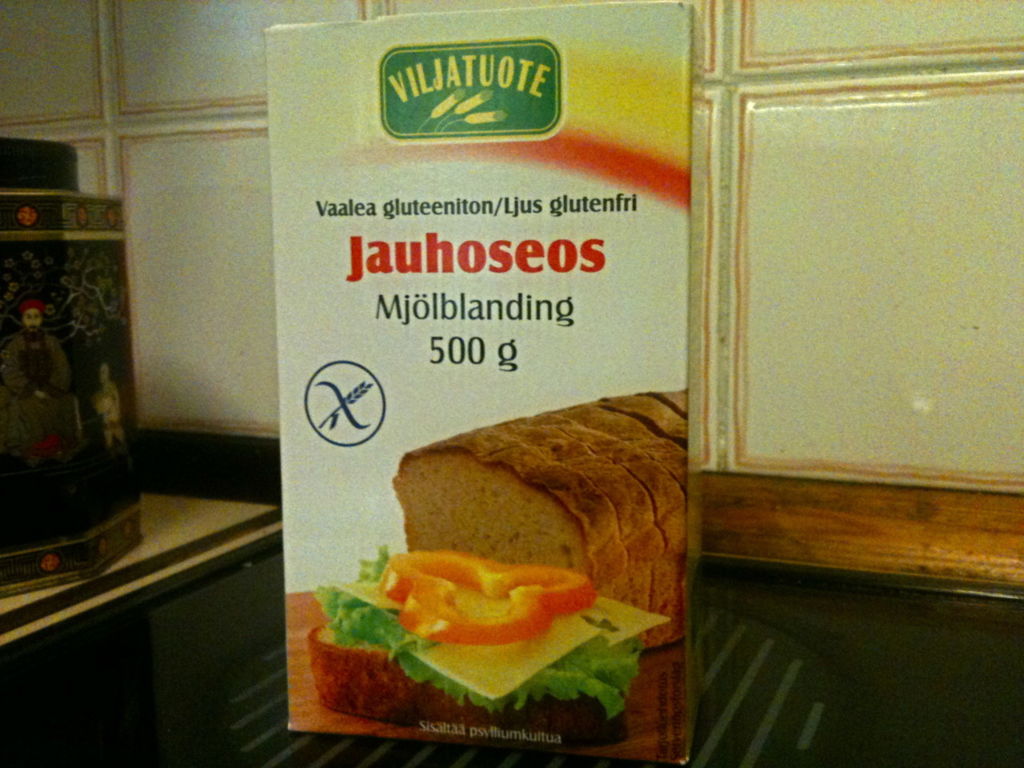 VILJATUOTE
Vaalea gluteeniton/Ljus glutenfri
Jauhoseos
Mjölblanding
500 g
Sisältää psylliumkuitua